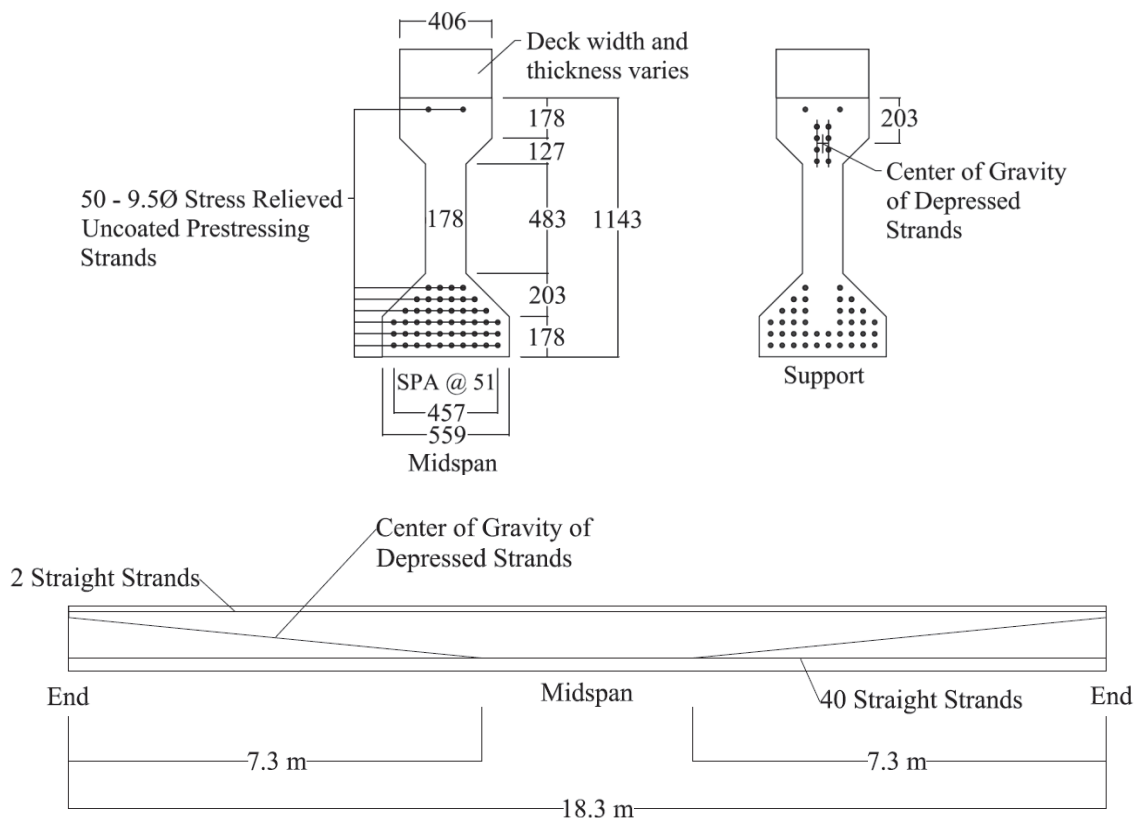 406
Deck width and
thickness varies
178
127
50 - 9.5Ø Stress Relieved
Uncoated Prestressing
Strands
178
483
1143
203
178
SPA @ 51
457
559
Midspan
203
Center of Gravity
of Depressed
Strands
Support
Center of Gravity of
Depressed Strands
2 Straight Strands
End
Midspan
40 Straight Strands
End
7.3 m
7.3 m
18.3 m